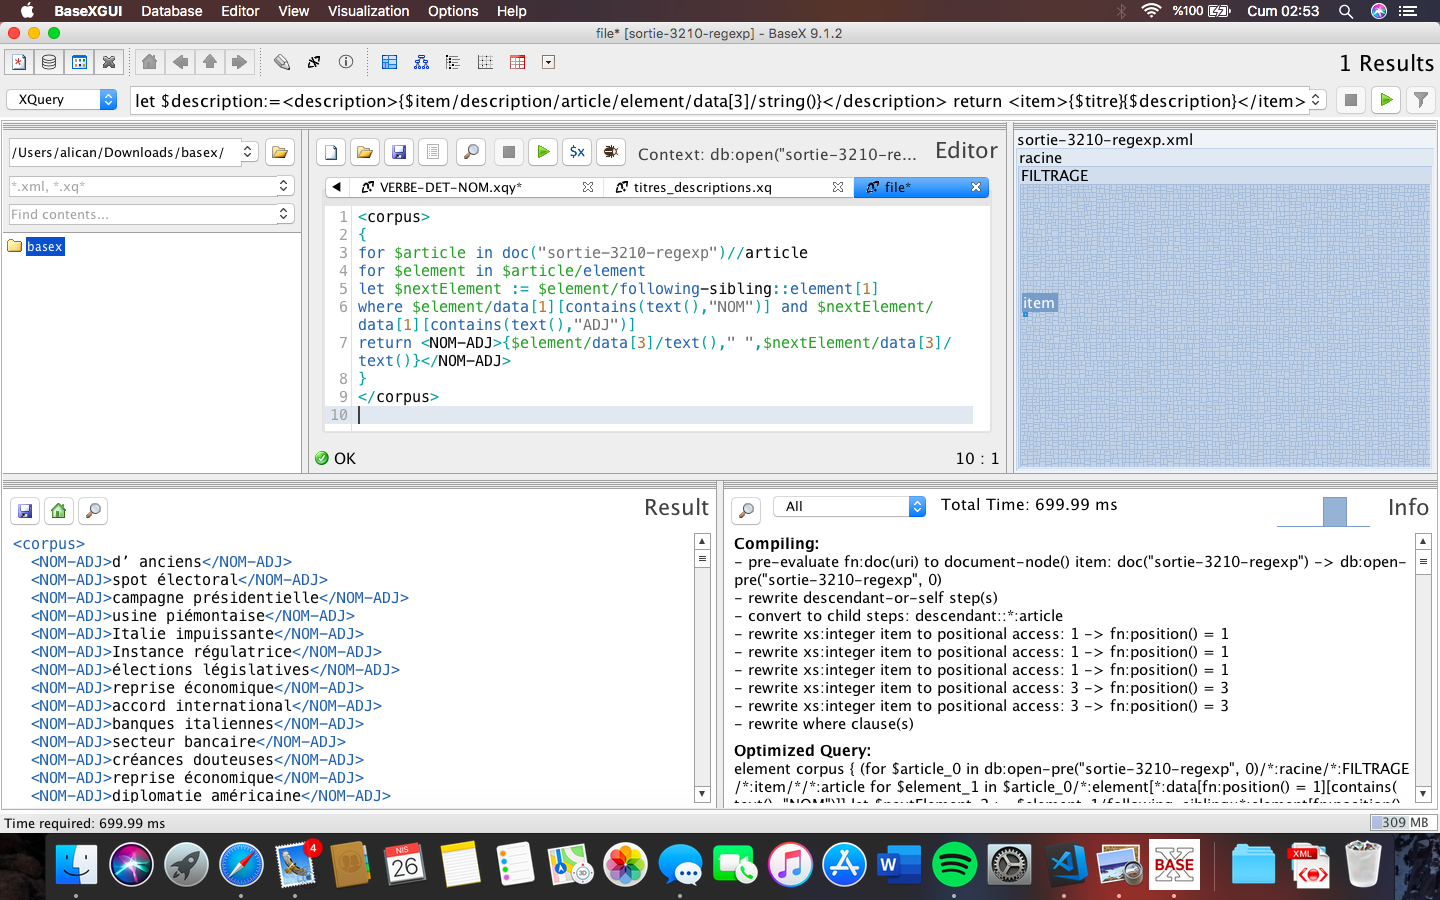 BaseXGUI Database Editor View Visualization Options Help %100 Cum 02:53
file* [sortie-3210-regexp] - BaseX 9.1.2
1 Results
XQuery let $description:=<description>{$item/description/article/element/data[3]/string()}</description> return <item>{$titre}{$description}</item>
/Users/alican/Downloads/basex/
*.xml, *.xq*
Find contents...
basex
Context: db:open("sortie-3210-re... Editor
VERBE-DET-NOM.xqy* titres_descriptions.xq file*
1 <corpus>
2 {
3 for $article in doc("sortie-3210-regexp")//article
4 for $element in $article/element
5 let $nextElement := $element/following-sibling::element[1]
6 where $element/data[1][contains(text(),"NOM")] and $nextElement/
data[1][contains(text(),"ADJ")]
7 return <NOM-ADJ>{$element/data[3]/text()," ",$nextElement/data[3]/
text()}</NOM-ADJ>
8 }
9 </corpus>
10
OK 10 : 1
sortie-3210-regexp.xml
racine
FILTRAGE
item
Result
<corpus>
<NOM-ADJ>d’ anciens</NOM-ADJ>
<NOM-ADJ>spot électoral</NOM-ADJ>
<NOM-ADJ>campagne présidentielle</NOM-ADJ>
<NOM-ADJ>usine piémontaise</NOM-ADJ>
<NOM-ADJ>Italie impuissante</NOM-ADJ>
<NOM-ADJ>Instance régulatrice</NOM-ADJ>
<NOM-ADJ>élections législatives</NOM-ADJ>
<NOM-ADJ>reprise économique</NOM-ADJ>
<NOM-ADJ>accord international</NOM-ADJ>
<NOM-ADJ>banques italiennes</NOM-ADJ>
<NOM-ADJ>secteur bancaire</NOM-ADJ>
<NOM-ADJ>créances douteuses</NOM-ADJ>
<NOM-ADJ>reprise économique</NOM-ADJ>
<NOM-ADJ>diplomatie américaine</NOM-ADJ>
All Total Time: 699.99 ms Info
Compiling:
- pre-evaluate fn:doc(uri) to document-node() item: doc("sortie-3210-regexp") -> db:open-
pre("sortie-3210-regexp", 0)
- rewrite descendant-or-self step(s)
- convert to child steps: descendant::*:article
- rewrite xs:integer item to positional access: 1 -> fn:position() = 1
- rewrite xs:integer item to positional access: 1 -> fn:position() = 1
- rewrite xs:integer item to positional access: 1 -> fn:position() = 1
- rewrite xs:integer item to positional access: 3 -> fn:position() = 3
- rewrite xs:integer item to positional access: 3 -> fn:position() = 3
- rewrite where clause(s)
Optimized Query:
element corpus { (for $article_0 in db:open-pre("sortie-3210-regexp", 0)/*:racine/*:FILTRAGE
/*:item/*/*:article for $element_1 in $article_0/*:element[*:data[fn:position() = 1][contains(
Time required: 699.99 ms
309 MB
4
NIS
26
3D
W
BASE
X
XML